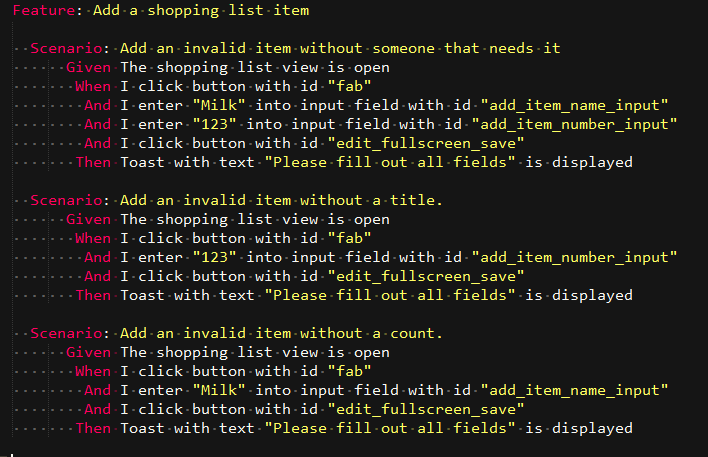 Feature: Add a shopping list item
Scenario: Add an invalid item without someone that needs it
Given The shopping list view is open
When I click button with id "fab"
And I enter "Milk" into input field with id "add_item_name_input"
And I enter "123" into input field with id "add_item_number_input"
And I click button with id "edit_fullscreen_save"
Then Toast with text "Please fill out all fields" is displayed
Scenario: Add an invalid item without a title.
Given The shopping list view is open
When I click button with id "fab"
And I enter "123" into input field with id "add_item_number_input"
And I click button with id "edit_fullscreen_save"
Then Toast with text "Please fill out all fields" is displayed
Scenario: Add an invalid item without a count.
Given The shopping list view is open
When I click button with id "fab"
And I enter "Milk" into input field with id "add_item_name_input"
And I click button with id "edit_fullscreen_save"
Then Toast with text "Please fill out all fields" is displayed